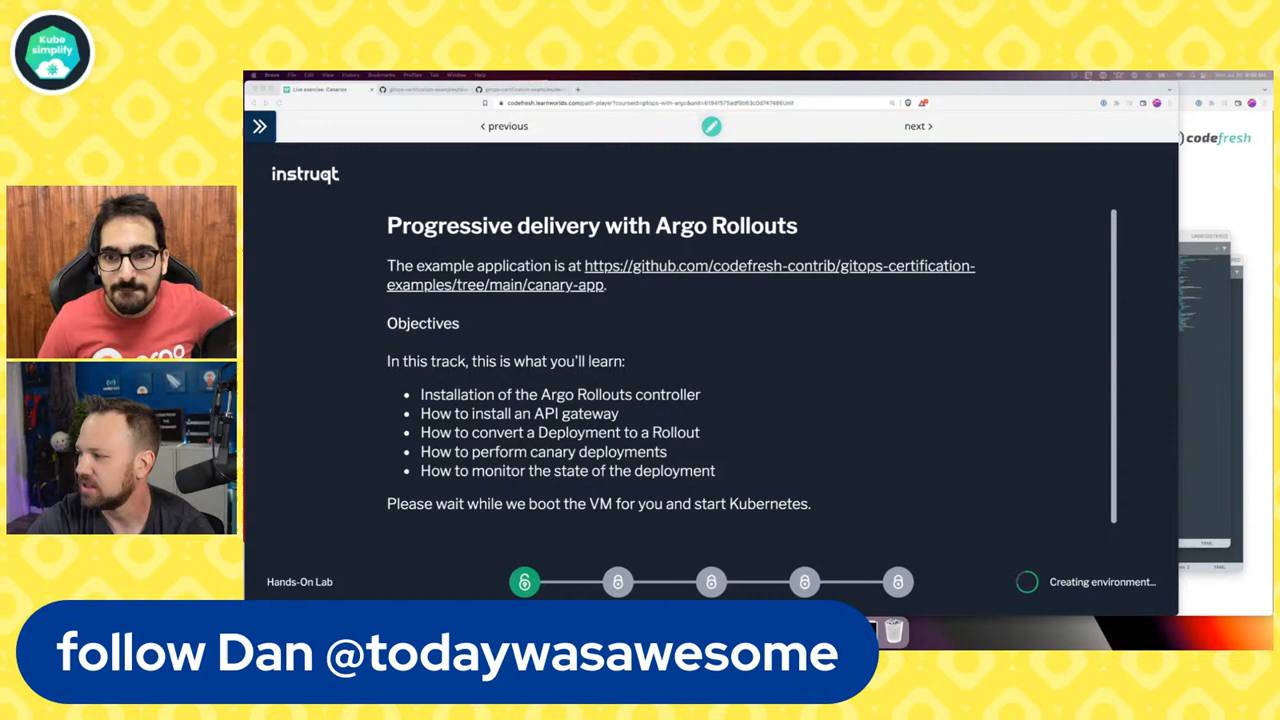 Kube
simplify
Live exercise: Canaries
‹ previous
next ›
codefresh
instruqt
Progressive delivery with Argo Rollouts
The example application is at https://github.com/codefresh-contrib/gitops-certification-
examples/tree/main/canary-app.
Objectives
In this track, this is what you'll learn:
• Installation of the Argo Rollouts controller
• How to install an API gateway
• How to convert a Deployment to a Rollout
• How to perform canary deployments
• How to monitor the state of the deployment
Please wait while we boot the VM for you and start Kubernetes.
Hands-On Lab
Creating environment...
follow Dan @todaywasawesome